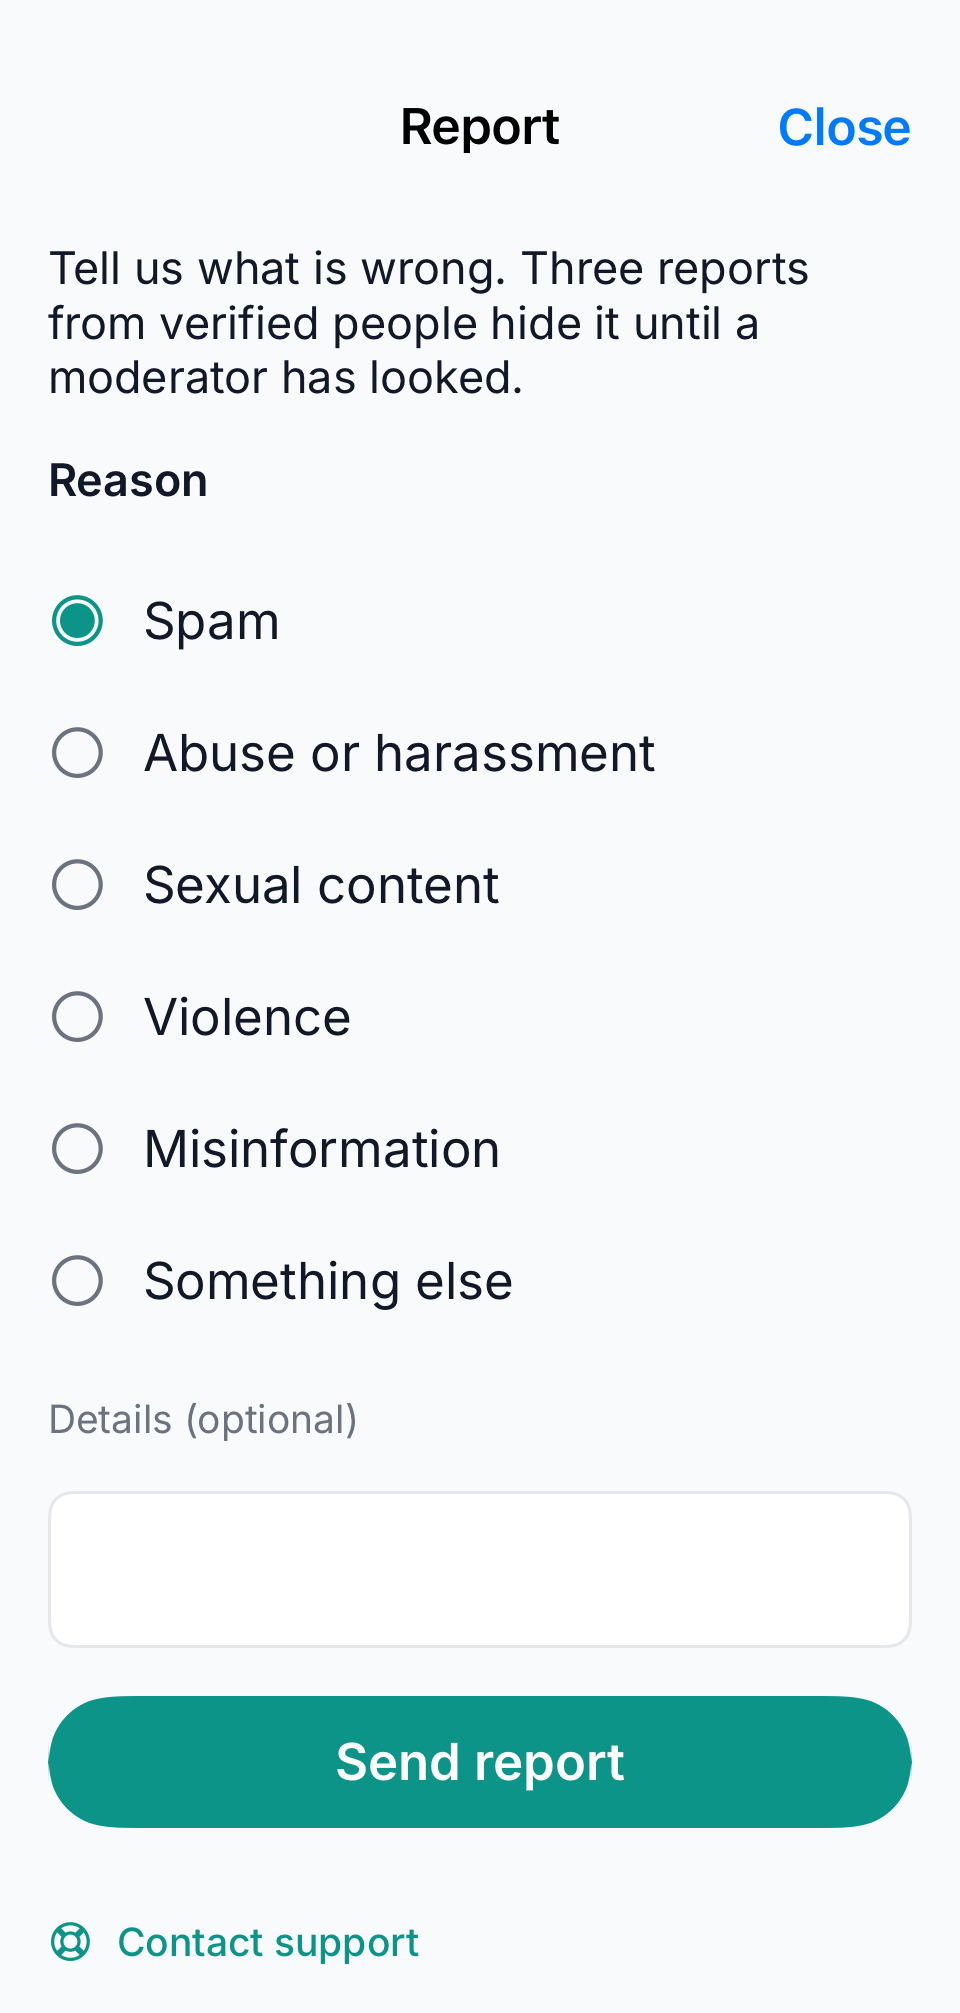 Report
Close
Tell us what is wrong. Three reports
from verified people hide it until a
moderator has looked.
Reason
Spam
Abuse or harassment
Sexual content
Violence
Misinformation
Something else
Details (optional)
Send report
Contact support